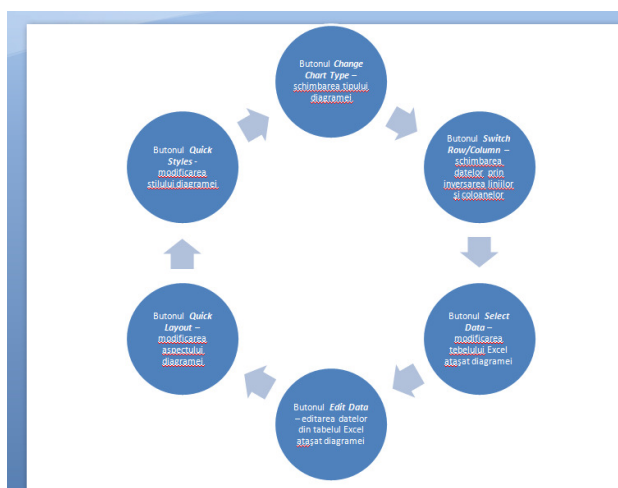 Butonul Change
Chart Type –
schimbarea tipului
diagramei
Butonul Switch
Row/Column –
schimbarea
datelor prin
inversarea liniilor
și coloanelor
Butonul Select
Data –
modificarea
tebelului Excel
atașat diagramei
Butonul Edit Data
– editarea datelor
din tabelul Excel
atașat diagramei
Butonul Quick
Layout –
modificarea
aspectului
diagramei
Butonul Quick
Styles -
modificarea
stilului diagramei